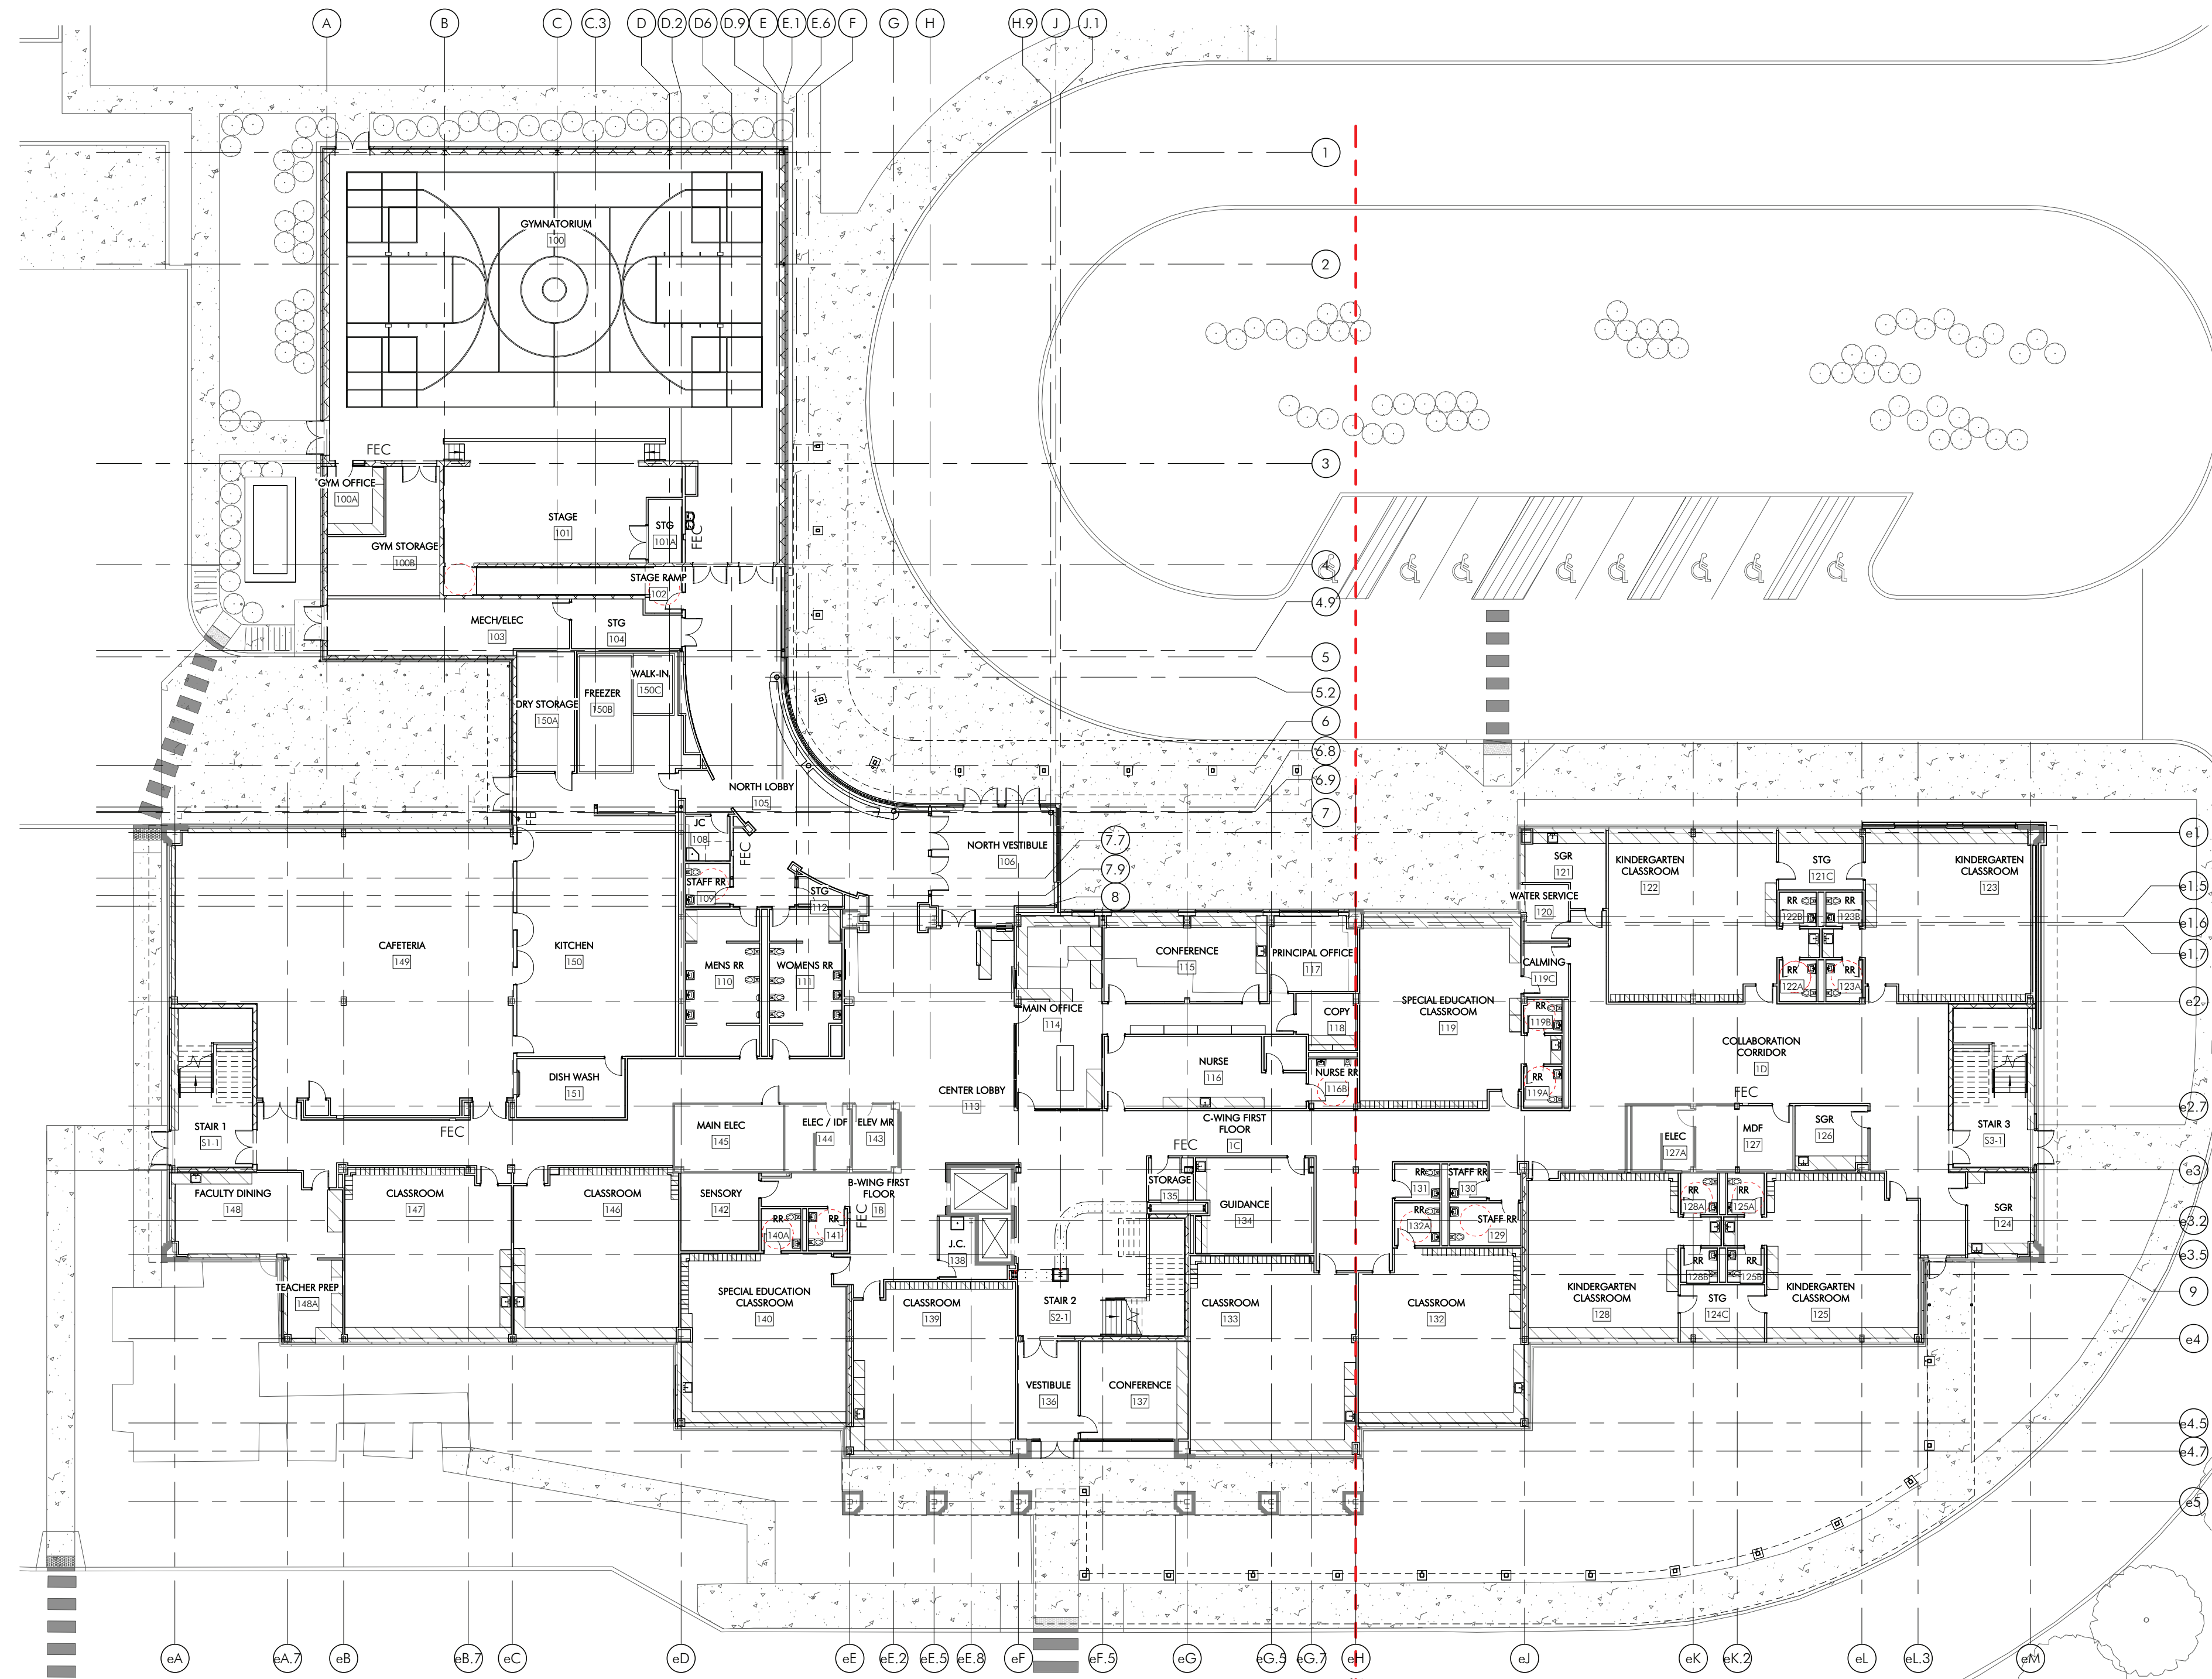 A B C C.3 D D.2 D6 D.9 E E.1 E.6 F G H H.9 J J.1
1
GYMNATORIUM
100
2
3
FEC
GYM OFFICE
100A
STAGE
101
STG
101A
FEC
GYM STORAGE
100B
4
STAGE RAMP
102
4.9
MECH/ELEC
103
STG
104
5
WALK-IN
150C
5.2
FREEZER
150B
DRY STORAGE
150A
6
6.8
6.9
NORTH LOBBY
105
7
FE
JC
108
FEC
e1
7.7
NORTH VESTIBULE
106
SGR
121
KINDERGARTEN
CLASSROOM
122
STG
121C
KINDERGARTEN
CLASSROOM
123
7.9
STAFF RR
109
STG
112
e1.5
8
WATER SERVICE
120
RR
122B
RR
123B
e1.6
CAFETERIA
149
KITCHEN
150
CONFERENCE
115
PRINCIPAL OFFICE
117
e1.7
MENS RR
110
WOMENS RR
111
CALMING
119C
RR
122A
RR
123A
e2
MAIN OFFICE
114
COPY
118
SPECIAL EDUCATION
CLASSROOM
119
RR
119B
COLLABORATION
CORRIDOR
1D
NURSE
116
NURSE RR
116B
RR
119A
DISH WASH
151
CENTER LOBBY
113
FEC
e2.7
STAIR 1
S1-1
FEC
MAIN ELEC
145
ELEC / IDF
144
ELEV MR
143
C-WING FIRST
FLOOR
1C
FEC
ELEC
127A
MDF
127
SGR
126
STAIR 3
S3-1
e3
FACULTY DINING
148
CLASSROOM
147
CLASSROOM
146
SENSORY
142
B-WING FIRST
FLOOR
1B
FEC
STORAGE
135
GUIDANCE
134
RR
131
STAFF RR
130
RR
128A
RR
125A
SGR
124
e3.2
RR
140A
RR
141
132A
STAFF RR
129
J.C.
138
e3.5
RR
128B
RR
125B
TEACHER PREP
148A
SPECIAL EDUCATION
CLASSROOM
140
CLASSROOM
139
STAIR 2
S2-1
CLASSROOM
133
CLASSROOM
132
KINDERGARTEN
CLASSROOM
128
STG
124C
KINDERGARTEN
CLASSROOM
125
9
e4
VESTIBULE
136
CONFERENCE
137
e4.5
e4.7
e5
eA eA.7 eB eB.7 eC eD eE eE.2 eE.5 eE.8 eF eF.5 eG eG.5 eG.7 eH eJ eK eK.2 eL eL.3 eM